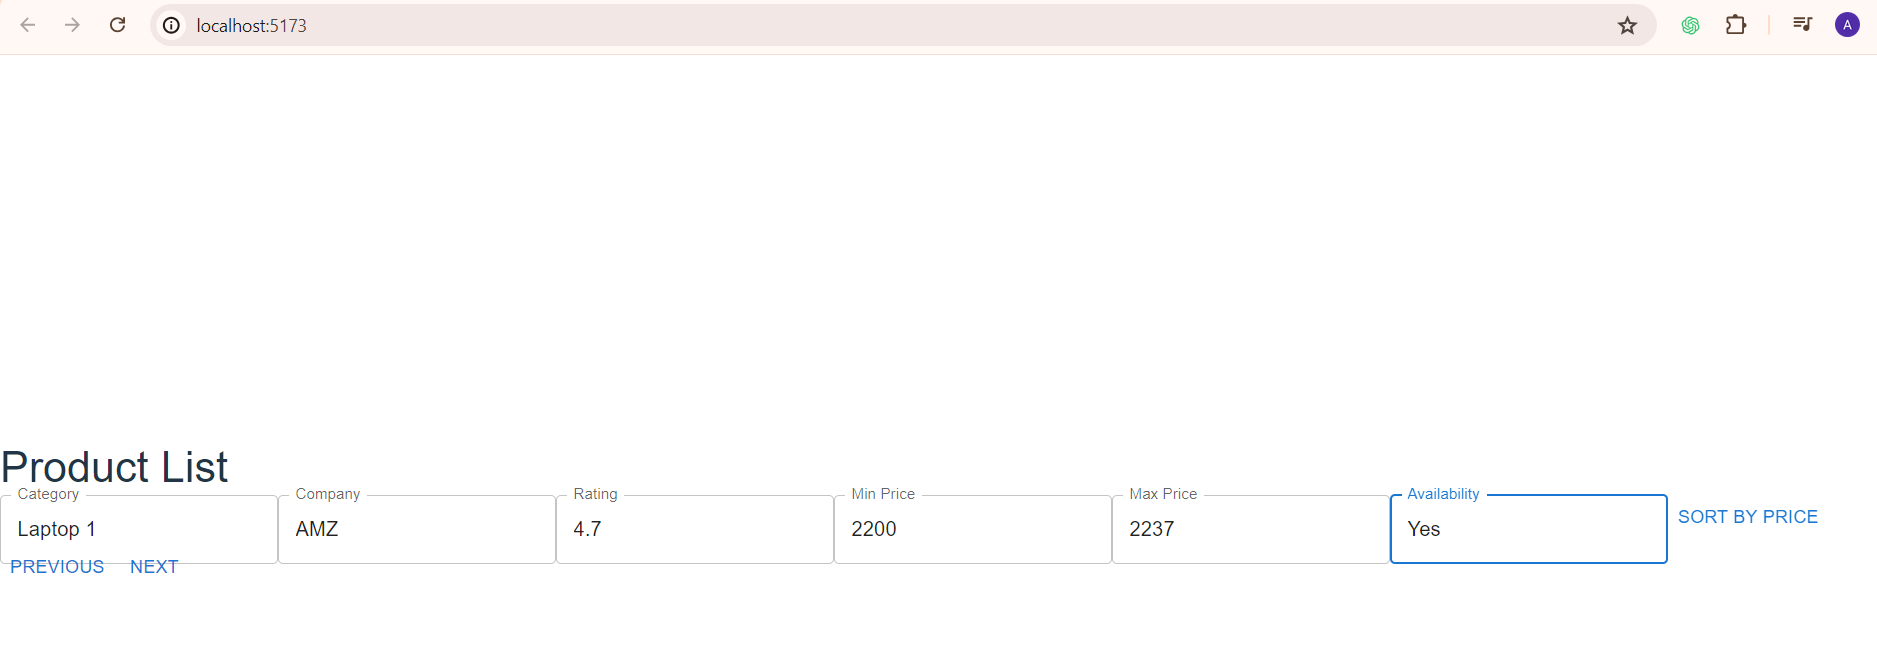 localhost:5173
A
Product List
Category Company Rating Min Price Max Price Availability
Laptop 1 AMZ 4.7 2200 2237 Yes SORT BY PRICE
PREVIOUS NEXT